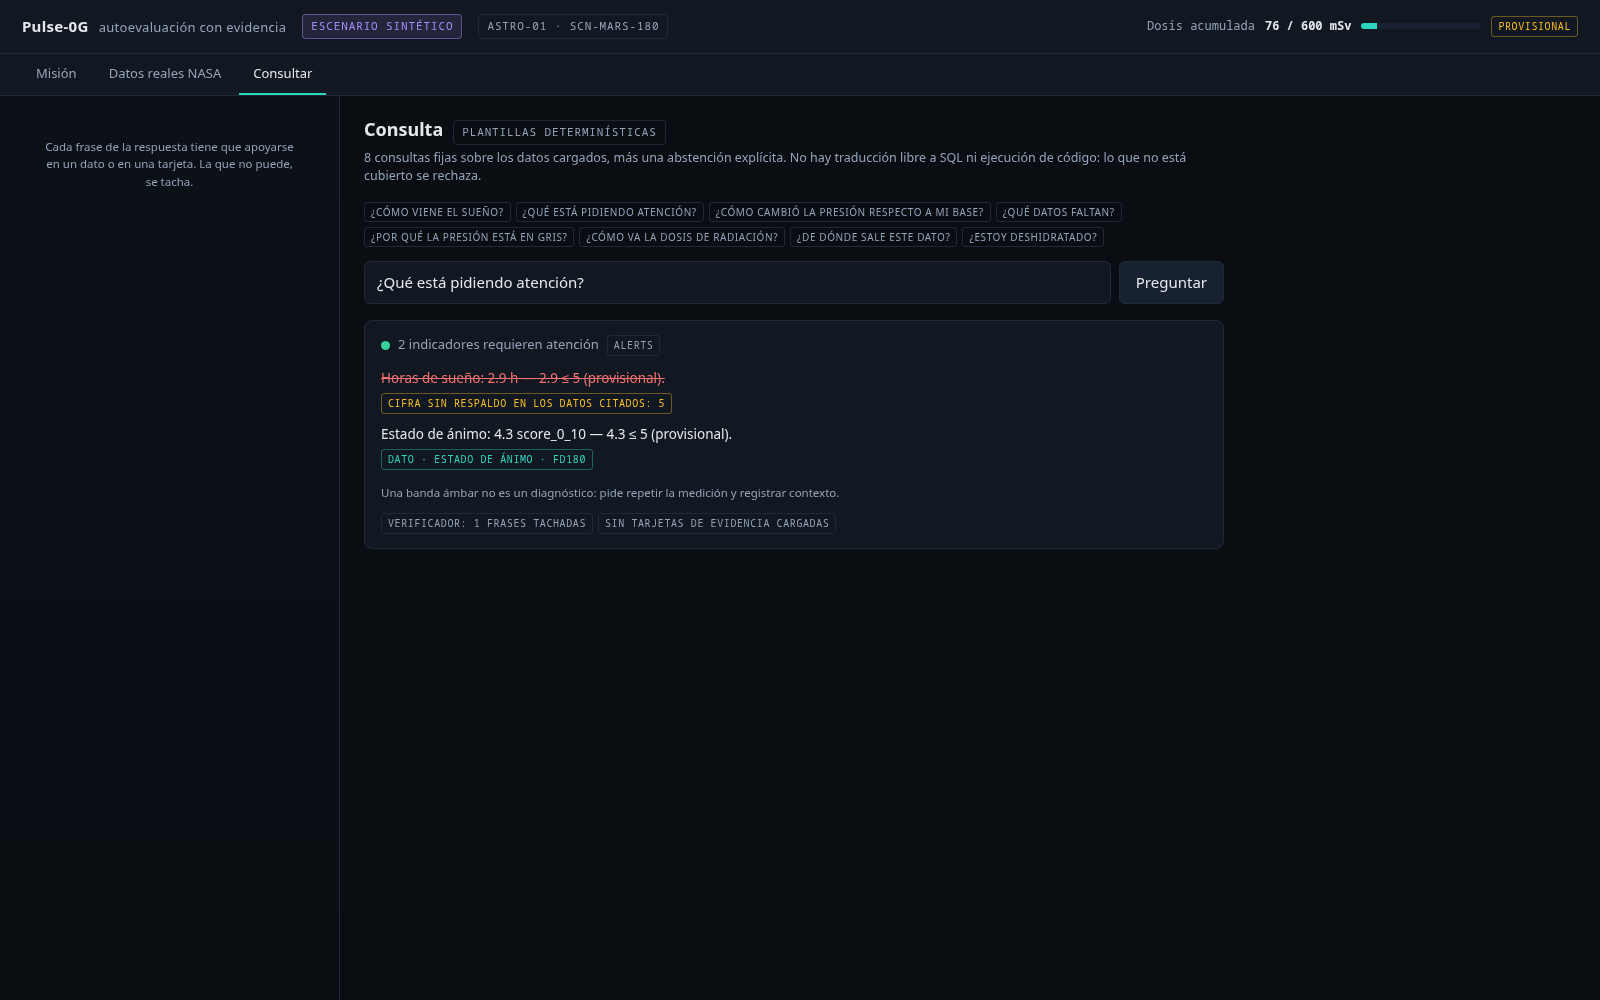 Pulse-0G autoevaluación con evidencia ESCENARIO SINTÉTICO ASTRO-01 · SCN-MARS-180 Dosis acumulada 76 / 600 mSv PROVISIONAL
Misión Datos reales NASA Consultar
Cada frase de la respuesta tiene que apoyarse
en un dato o en una tarjeta. La que no puede,
se tacha.
Consulta PLANTILLAS DETERMINÍSTICAS
8 consultas fijas sobre los datos cargados, más una abstención explícita. No hay traducción libre a SQL ni ejecución de código: lo que no está
cubierto se rechaza.
¿CÓMO VIENE EL SUEÑO? ¿QUÉ ESTÁ PIDIENDO ATENCIÓN? ¿CÓMO CAMBIÓ LA PRESIÓN RESPECTO A MI BASE? ¿QUÉ DATOS FALTAN?
¿POR QUÉ LA PRESIÓN ESTÁ EN GRIS? ¿CÓMO VA LA DOSIS DE RADIACIÓN? ¿DE DÓNDE SALE ESTE DATO? ¿ESTOY DESHIDRATADO?
¿Qué está pidiendo atención? Preguntar
2 indicadores requieren atención ALERTS
Horas de sueño: 2.9 h — 2.9 ≤ 5 (provisional).
CIFRA SIN RESPALDO EN LOS DATOS CITADOS: 5
Estado de ánimo: 4.3 score_0_10 — 4.3 ≤ 5 (provisional).
DATO · ESTADO DE ÁNIMO · FD180
Una banda ámbar no es un diagnóstico: pide repetir la medición y registrar contexto.
VERIFICADOR: 1 FRASES TACHADAS SIN TARJETAS DE EVIDENCIA CARGADAS